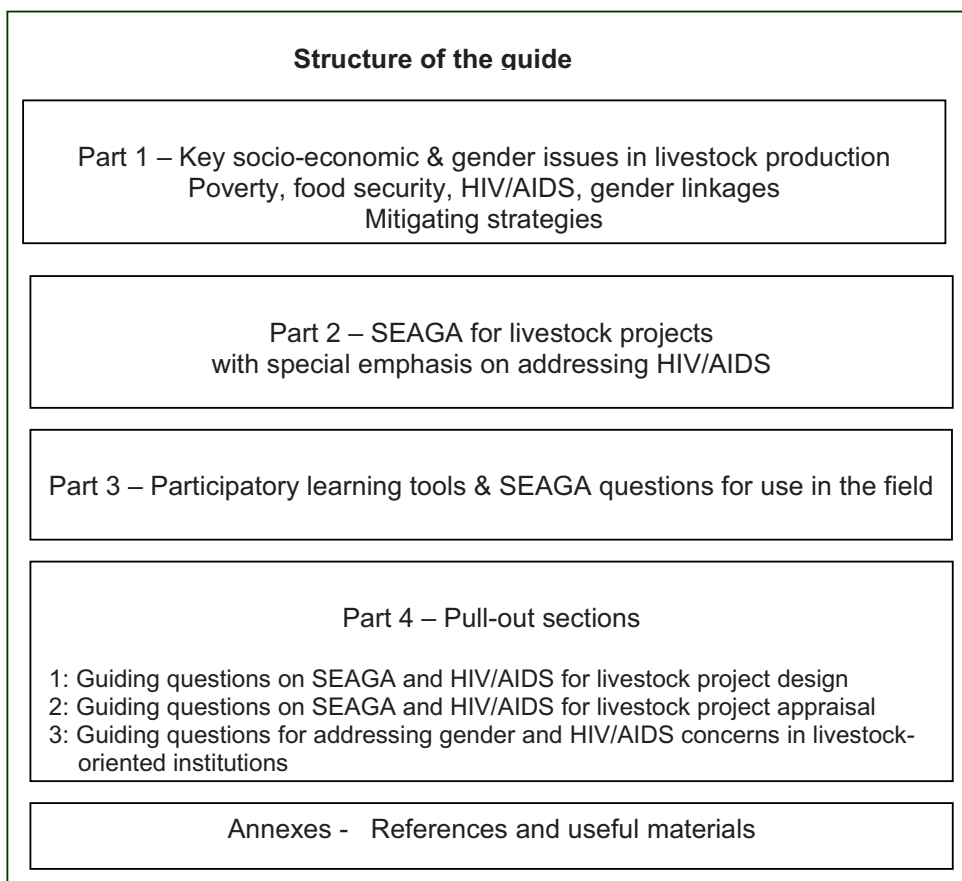 Structure of the guide
Part 1 – Key socio-economic & gender issues in livestock production
Poverty, food security, HIV/AIDS, gender linkages
Mitigating strategies
Part 2 – SEAGA for livestock projects
with special emphasis on addressing HIV/AIDS
Part 3 – Participatory learning tools & SEAGA questions for use in the field
Part 4 – Pull-out sections
1: Guiding questions on SEAGA and HIV/AIDS for livestock project design
2: Guiding questions on SEAGA and HIV/AIDS for livestock project appraisal
3: Guiding questions for addressing gender and HIV/AIDS concerns in livestock-
oriented institutions
Annexes - References and useful materials